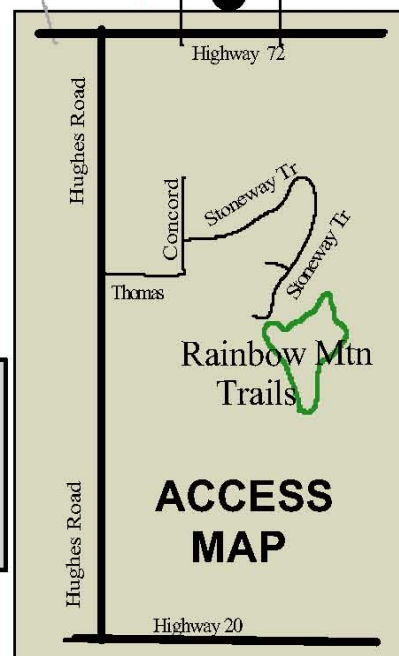 Highway 72
Hughes Road
Stoneway Tr
Concord
Stoneway Tr
Thomas
Rainbow Mtn
Trails
ACCESS
MAP
Hughes Road
Highway 20